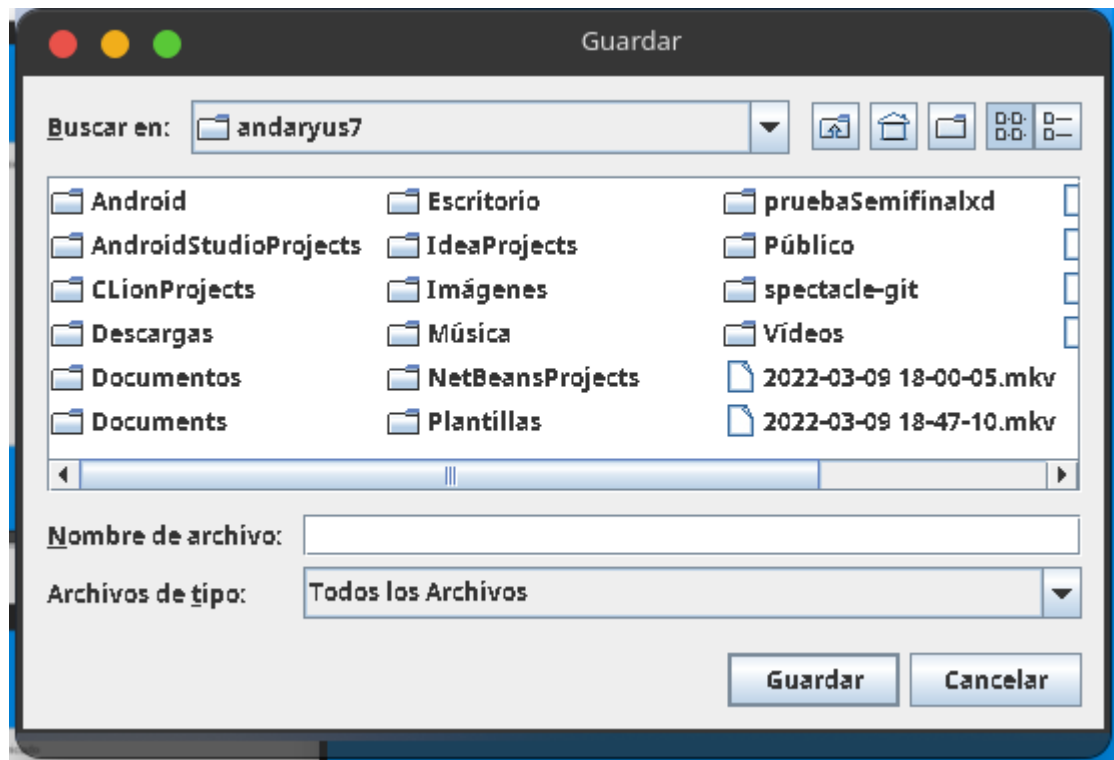 Guardar
Buscar en: andaryus7
Android Escritorio pruebaSemifinalxd
AndroidStudioProjects IdeaProjects Público
CLionProjects Imágenes spectacle-git
Descargas Música Vídeos
Documentos NetBeansProjects 2022-03-09 18-00-05.mkv
Documents Plantillas 2022-03-09 18-47-10.mkv
Nombre de archivo:
Archivos de tipo: Todos los Archivos
Guardar Cancelar